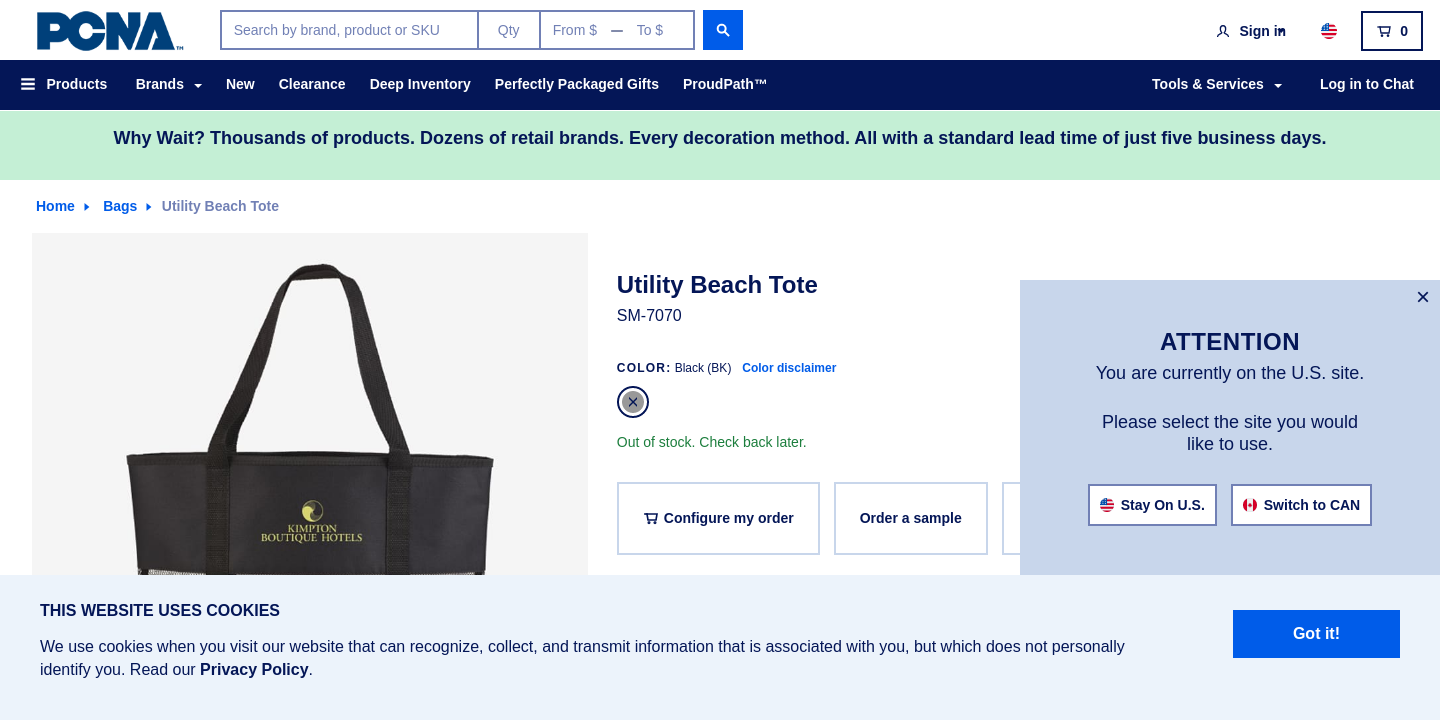 PCNA™
Search by brand, product or SKU
Qty
From $ — To $
Sign in
0
Products
Brands
New
Clearance
Deep Inventory
Perfectly Packaged Gifts
ProudPath™
Tools & Services
Log in to Chat
Why Wait? Thousands of products. Dozens of retail brands. Every decoration method. All with a standard lead time of just five business days.
Home Bags Utility Beach Tote
KIMPTON
BOUTIQUE HOTELS
Utility Beach Tote
SM-7070
COLOR: Black (BK) Color disclaimer
Out of stock. Check back later.
Configure my order
Order a sample
ATTENTION
You are currently on the U.S. site.
Please select the site you would
like to use.
Stay On U.S.
Switch to CAN
THIS WEBSITE USES COOKIES
We use cookies when you visit our website that can recognize, collect, and transmit information that is associated with you, but which does not personally
identify you. Read our Privacy Policy.
Got it!